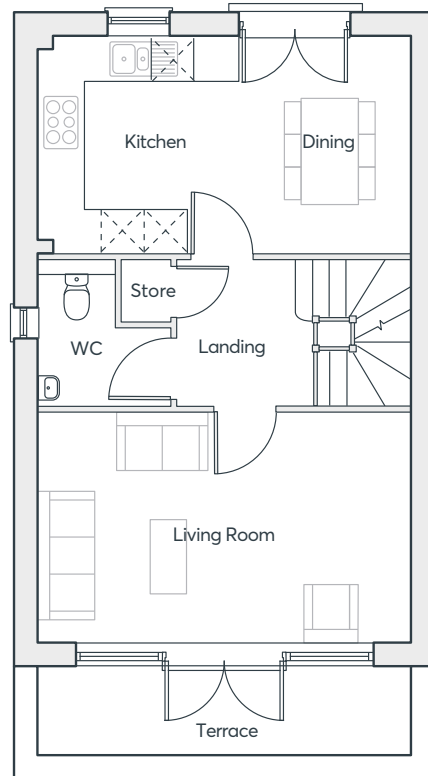 Kitchen
Dining
Store
WC
Landing
Living Room
Terrace